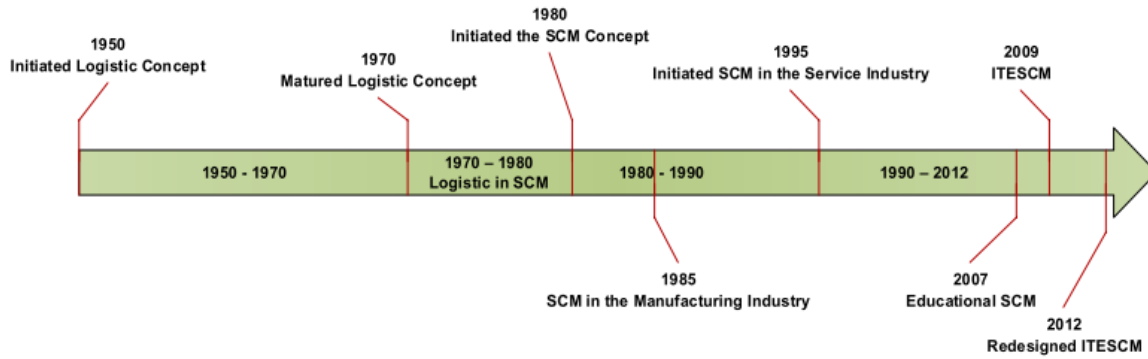 1950
Initiated Logistic Concept
1970
Matured Logistic Concept
1980
Initiated the SCM Concept
1995
Initiated SCM in the Service Industry
2009
ITESCM
1950 - 1970
1970 – 1980
Logistic in SCM
1980 - 1990
1990 – 2012
1985
SCM in the Manufacturing Industry
2007
Educational SCM
2012
Redesigned ITESCM